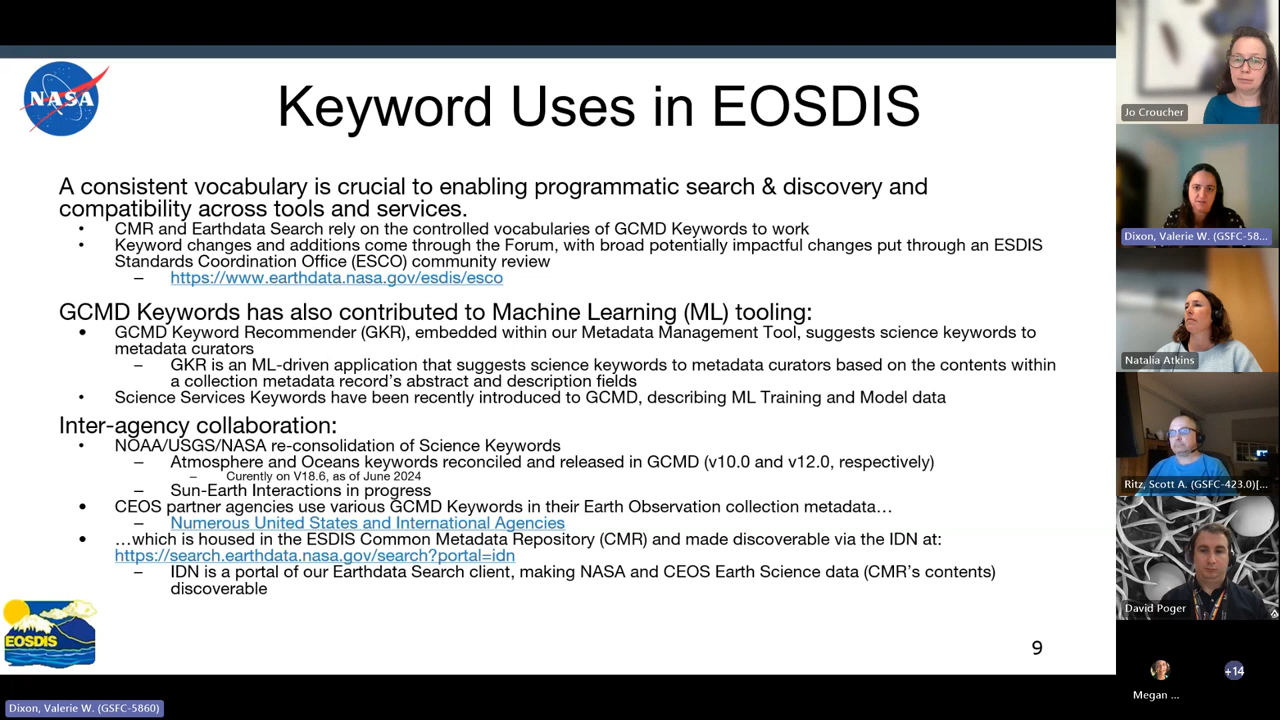 NASA
Keyword Uses in EOSDIS
A consistent vocabulary is crucial to enabling programmatic search & discovery and
compatibility across tools and services.
• CMR and Earthdata Search rely on the controlled vocabularies of GCMD Keywords to work
• Keyword changes and additions come through the Forum, with broad potentially impactful changes put through an ESDIS
Standards Coordination Office (ESCO) community review
– https://www.earthdata.nasa.gov/esdis/esco
GCMD Keywords has also contributed to Machine Learning (ML) tooling:
• GCMD Keyword Recommender (GKR), embedded within our Metadata Management Tool, suggests science keywords to
metadata curators
– GKR is an ML-driven application that suggests science keywords to metadata curators based on the contents within
a collection metadata record's abstract and description fields
• Science Services Keywords have been recently introduced to GCMD, describing ML Training and Model data
Inter-agency collaboration:
• NOAA/USGS/NASA re-consolidation of Science Keywords
– Atmosphere and Oceans keywords reconciled and released in GCMD (v10.0 and v12.0, respectively)
– Curently on V18.6, as of June 2024
– Sun-Earth Interactions in progress
• CEOS partner agencies use various GCMD Keywords in their Earth Observation collection metadata…
– Numerous United States and International Agencies
• …which is housed in the ESDIS Common Metadata Repository (CMR) and made discoverable via the IDN at:
https://search.earthdata.nasa.gov/search?portal=idn
– IDN is a portal of our Earthdata Search client, making NASA and CEOS Earth Science data (CMR's contents)
discoverable
EOSDIS
9
Dixon, Valerie W. (GSFC-5860)
Jo Croucher
Dixon, Valerie W. (GSFC-58...
Natalia Atkins
Ritz, Scott A. (GSFC-423.0)[...
David Poger
Megan ...
+14